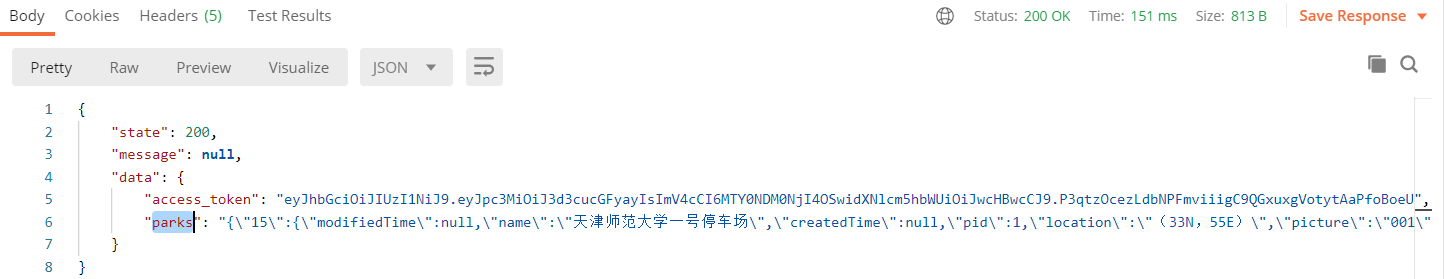 Body Cookies Headers (5) Test Results Status: 200 OK Time: 151 ms Size: 813 B Save Response
Pretty Raw Preview Visualize JSON
1 {
2 "state": 200,
3 "message": null,
4 "data": {
5 "access_token": "eyJhbGciOiJIUzI1NiJ9.eyJpc3MiOiJ3d3cucGFyayIsImV4cCI6MTY0NDM0NjI4OSwidXNlcm5hbWUiOiJwcHBwcCJ9.P3qtzOcezLdbNPFmviiigC9QGxuxgVotytAaPfoBoeU",
6 "parks": "{\"15\":{\"modifiedTime\":null,\"name\":\"天津师范大学一号停车场\",\"createdTime\":null,\"pid\":1,\"location\":\"（33N，55E）\",\"picture\":\"001\"
7 }
8 }